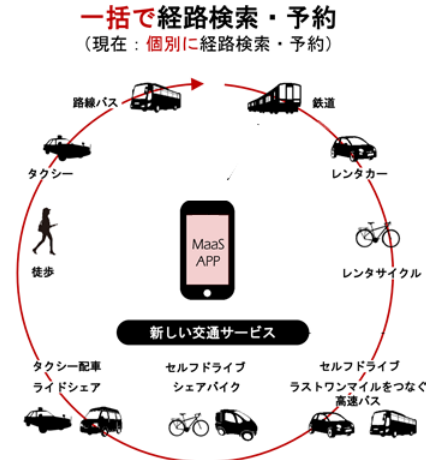 一括で経路検索・予約
（現在：個別に経路検索・予約）
路線バス
鉄道
タクシー
レンタカー
MaaS
APP
徒歩
レンタサイクル
新しい交通サービス
タクシー配車
ライドシェア
セルフドライブ
シェアバイク
セルフドライブ
ラストワンマイルをつなぐ
高速バス